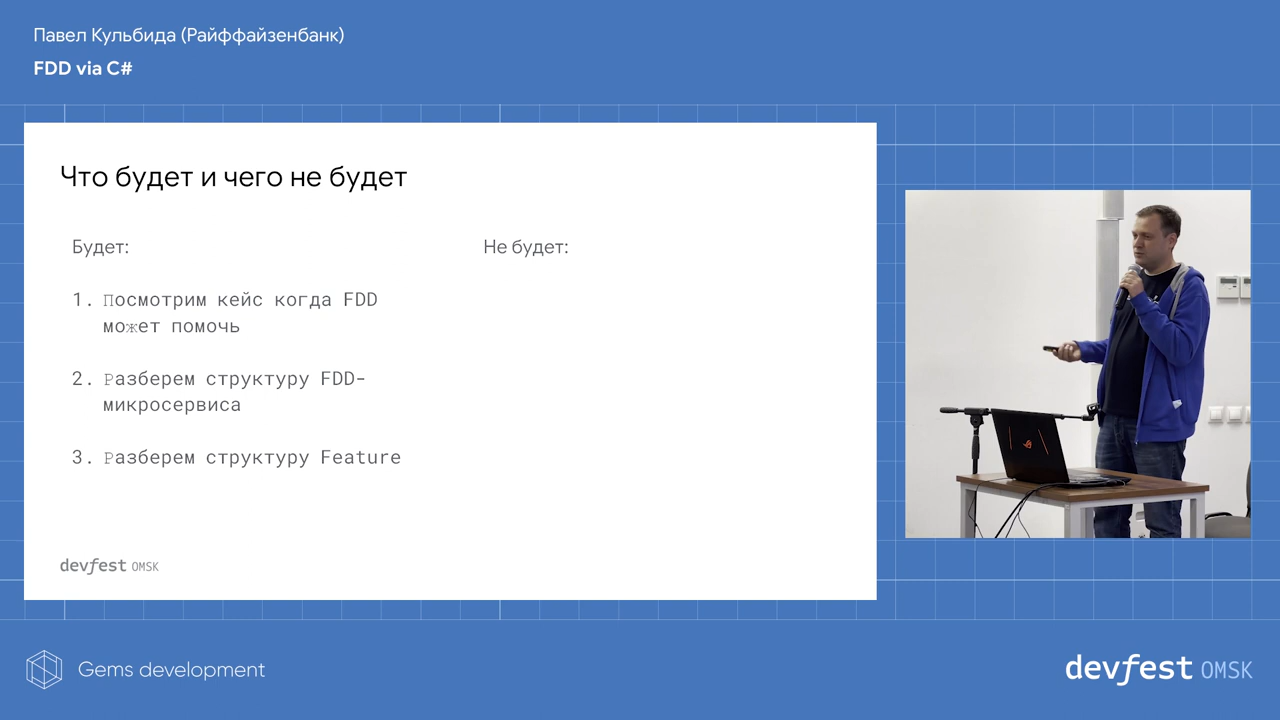 Павел Кульбида (Райффайзенбанк)
FDD via C#
Что будет и чего не будет
Будет:
1. Посмотрим кейс когда FDD
может помочь
2. Разберем структуру FDD-
микросервиса
3. Разберем структуру Feature
Не будет:
devfest OMSK
Gems development
devfest OMSK